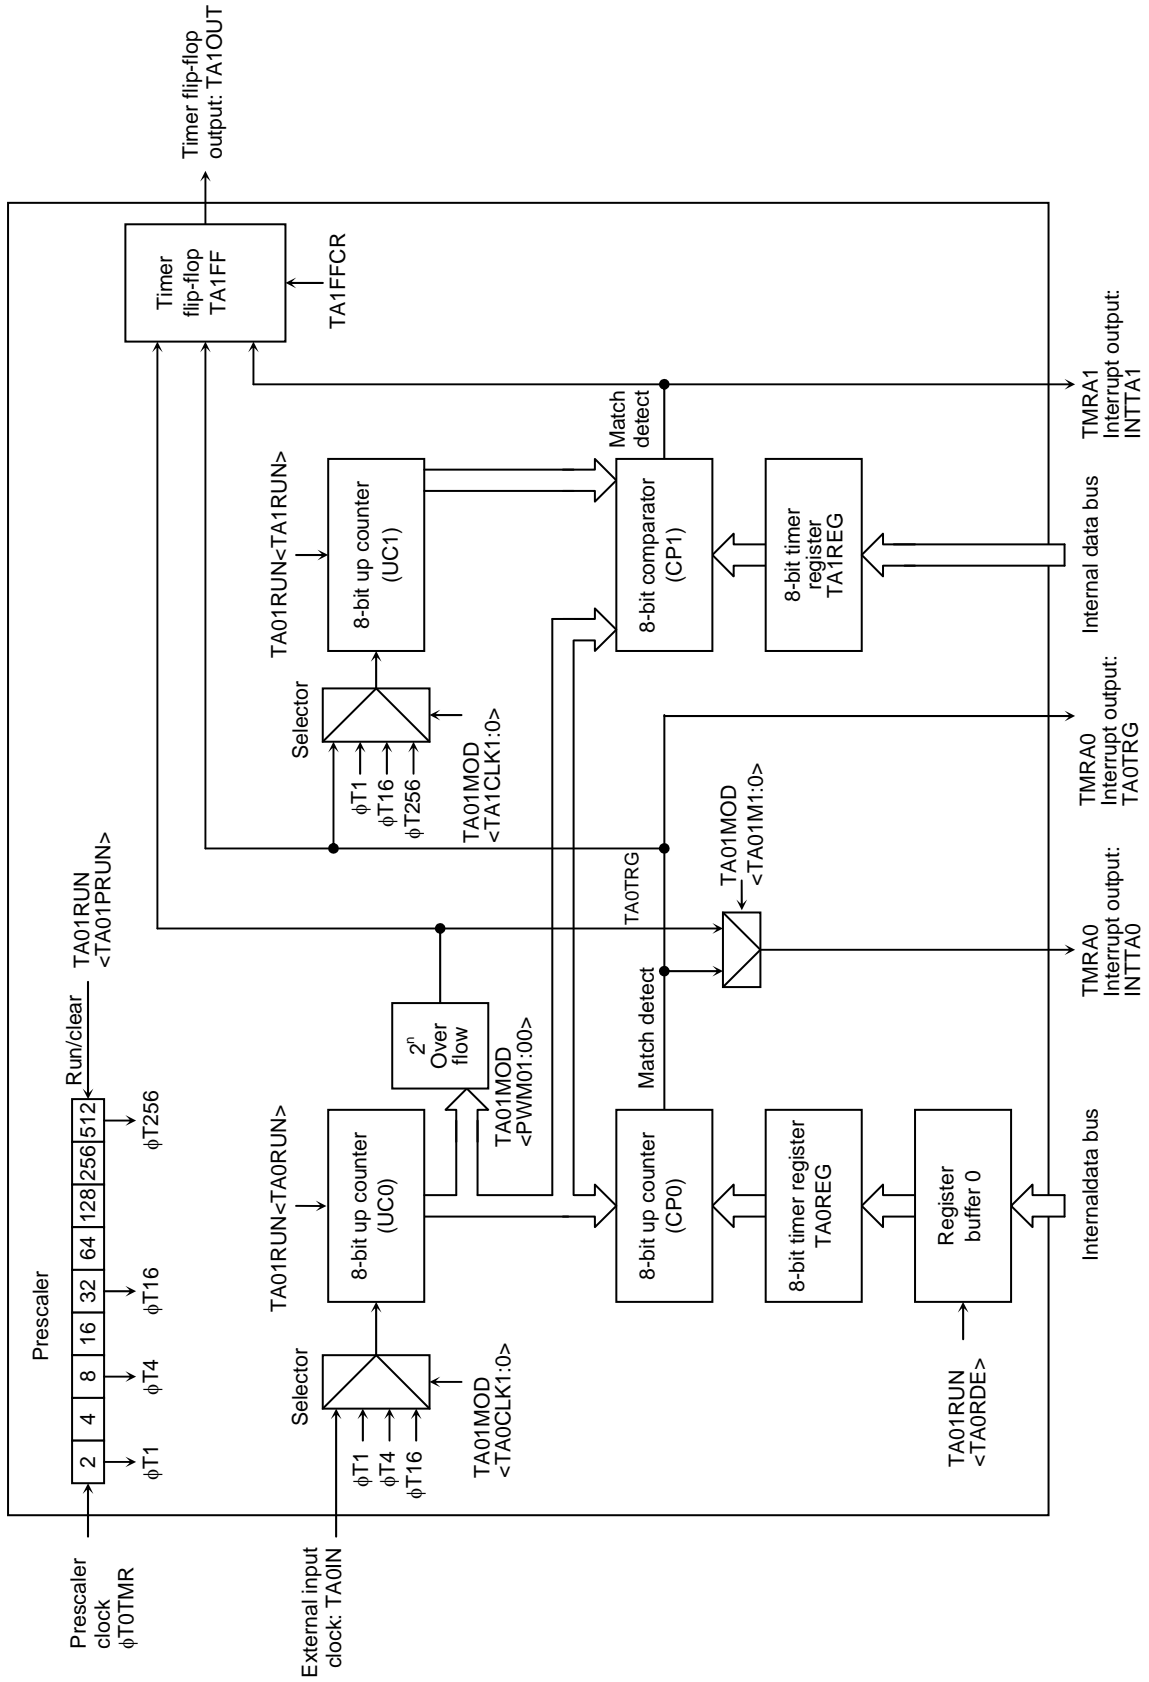 Prescaler
Prescaler
clock
ϕT0TMR
2
4
8
16
32
64
128
256
512
Run/clear
TA01RUN
<TA01PRUN>
ϕT1
ϕT4
ϕT16
ϕT256
External input
clock: TA0IN
Selector
ϕT1
ϕT4
ϕT16
TA01MOD
<TA0CLK1:0>
TA01RUN<TA0RUN>
8-bit up counter
(UC0)
2ⁿ
Over
flow
TA01MOD
<PWM01:00>
Selector
ϕT1
ϕT16
ϕT256
TA01MOD
<TA1CLK1:0>
TA01RUN<TA1RUN>
8-bit up counter
(UC1)
Timer
flip-flop
TA1FF
TA1FFCR
Timer flip-flop
output: TA1OUT
8-bit up counter
(CP0)
Match detect
TA0TRG
TA01MOD
<TA01M1:0>
8-bit comparator
(CP1)
Match
detect
8-bit timer register
TA0REG
8-bit timer
register
TA1REG
Register
buffer 0
TA01RUN
<TA0RDE>
Internaldata bus
TMRA0
Interrupt output:
INTTA0
TMRA0
Interrupt output:
TA0TRG
Internal data bus
TMRA1
Interrupt output:
INTTA1